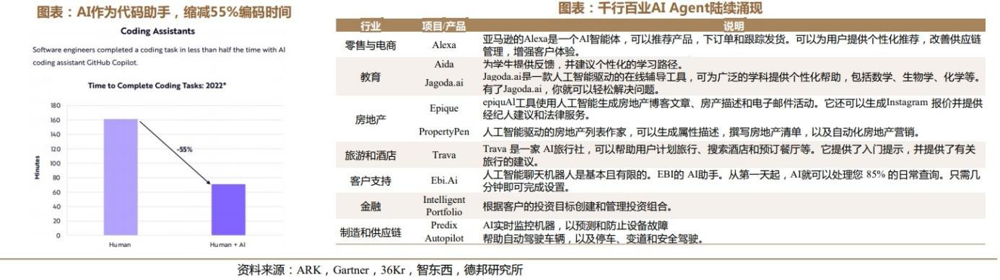 图表：AI作为代码助手，缩减55%编码时间
Coding Assistants
Software engineers completed a coding task in less than half the time with AI
coding assistant GitHub Copilot.
Time to Complete Coding Tasks: 2022*
180
160
140
120
100
80
60
40
20
0
Minutes
-55%
Human
Human + AI
图表：千行百业AI Agent陆续涌现
行业 项目/产品 说明
零售与电商 Alexa 亚马逊的Alexa是一个AI智能体，可以推荐产品，下订单和跟踪发货。可以为用户提供个性化推荐，改善供应链
管理，增强客户体验。
教育
Aida 为学生提供反馈，并建议个性化的学习路径。
Jagoda.ai Jagoda.ai是一款人工智能驱动的在线辅导工具，可为广泛的学科提供个性化帮助，包括数学、生物学、化学等。
有了Jagoda.ai，你就可以轻松解决问题。
房地产
Epique epiquAI工具使用人工智能生成房地产博客文章、房产描述和电子邮件活动。它还可以生成Instagram 报价并提供
经纪人建议和法律服务。
PropertyPen 人工智能驱动的房地产列表作家，可以生成属性描述，撰写房地产清单，以及自动化房地产营销。
旅游和酒店 Trava Trava 是一家 AI旅行社，可以帮助用户计划旅行、搜索酒店和预订餐厅等。它提供了入门提示，并提供了有关
旅行的建议。
客户支持 Ebi.Ai 人工智能聊天机器人是基本且有限的。EBI的 AI助手。从第一天起，AI就可以处理您 85% 的日常查询。只需几
分钟即可完成设置。
金融 Intelligent
Portfolio 根据客户的投资目标创建和管理投资组合。
制造和供应链
Predix AI实时监控机器，以预测和防止设备故障
Autopilot 帮助自动驾驶车辆，以及停车、变道和安全驾驶。
资料来源：ARK，Gartner，36Kr，智东西，德邦研究所